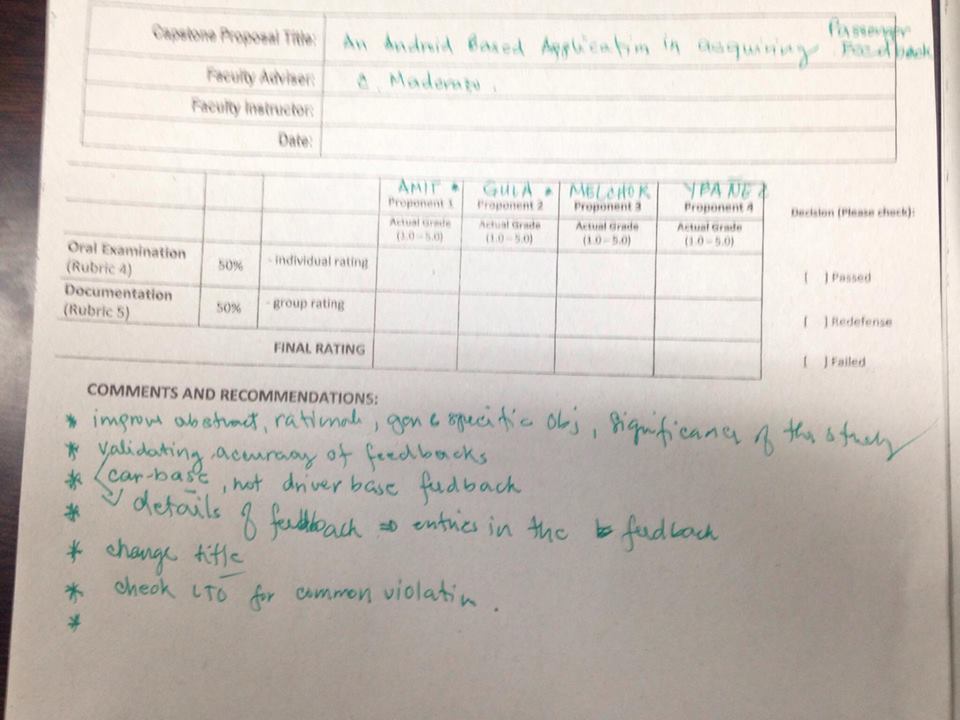 Capstone Proposal Title: An Android Based Application in acquiring Passenger Feedback
Faculty Adviser:
Faculty Instructor:
Date:
AMIT * GULA * MELCHOR YBAÑEZ
Proponent 1 Proponent 2 Proponent 3 Proponent 4 Decision (Please check):
Actual Grade Actual Grade Actual Grade Actual Grade
(1.0 – 5.0) (1.0 – 5.0) (1.0 – 5.0) (1.0 – 5.0)
Oral Examination
(Rubric 4) 50% - individual rating [ ] Passed
Documentation
(Rubric 5) 50% - group rating [ ] Redefense
FINAL RATING [ ] Failed
COMMENTS AND RECOMMENDATIONS:
* improve abstract, rational, gen & specific obj, significance of the study
* validating accuracy of feedbacks
* car-base, not driver base feedback
* details of feedback ⇒ entries in the feedback
* change title
* check LTO for common violation.
*